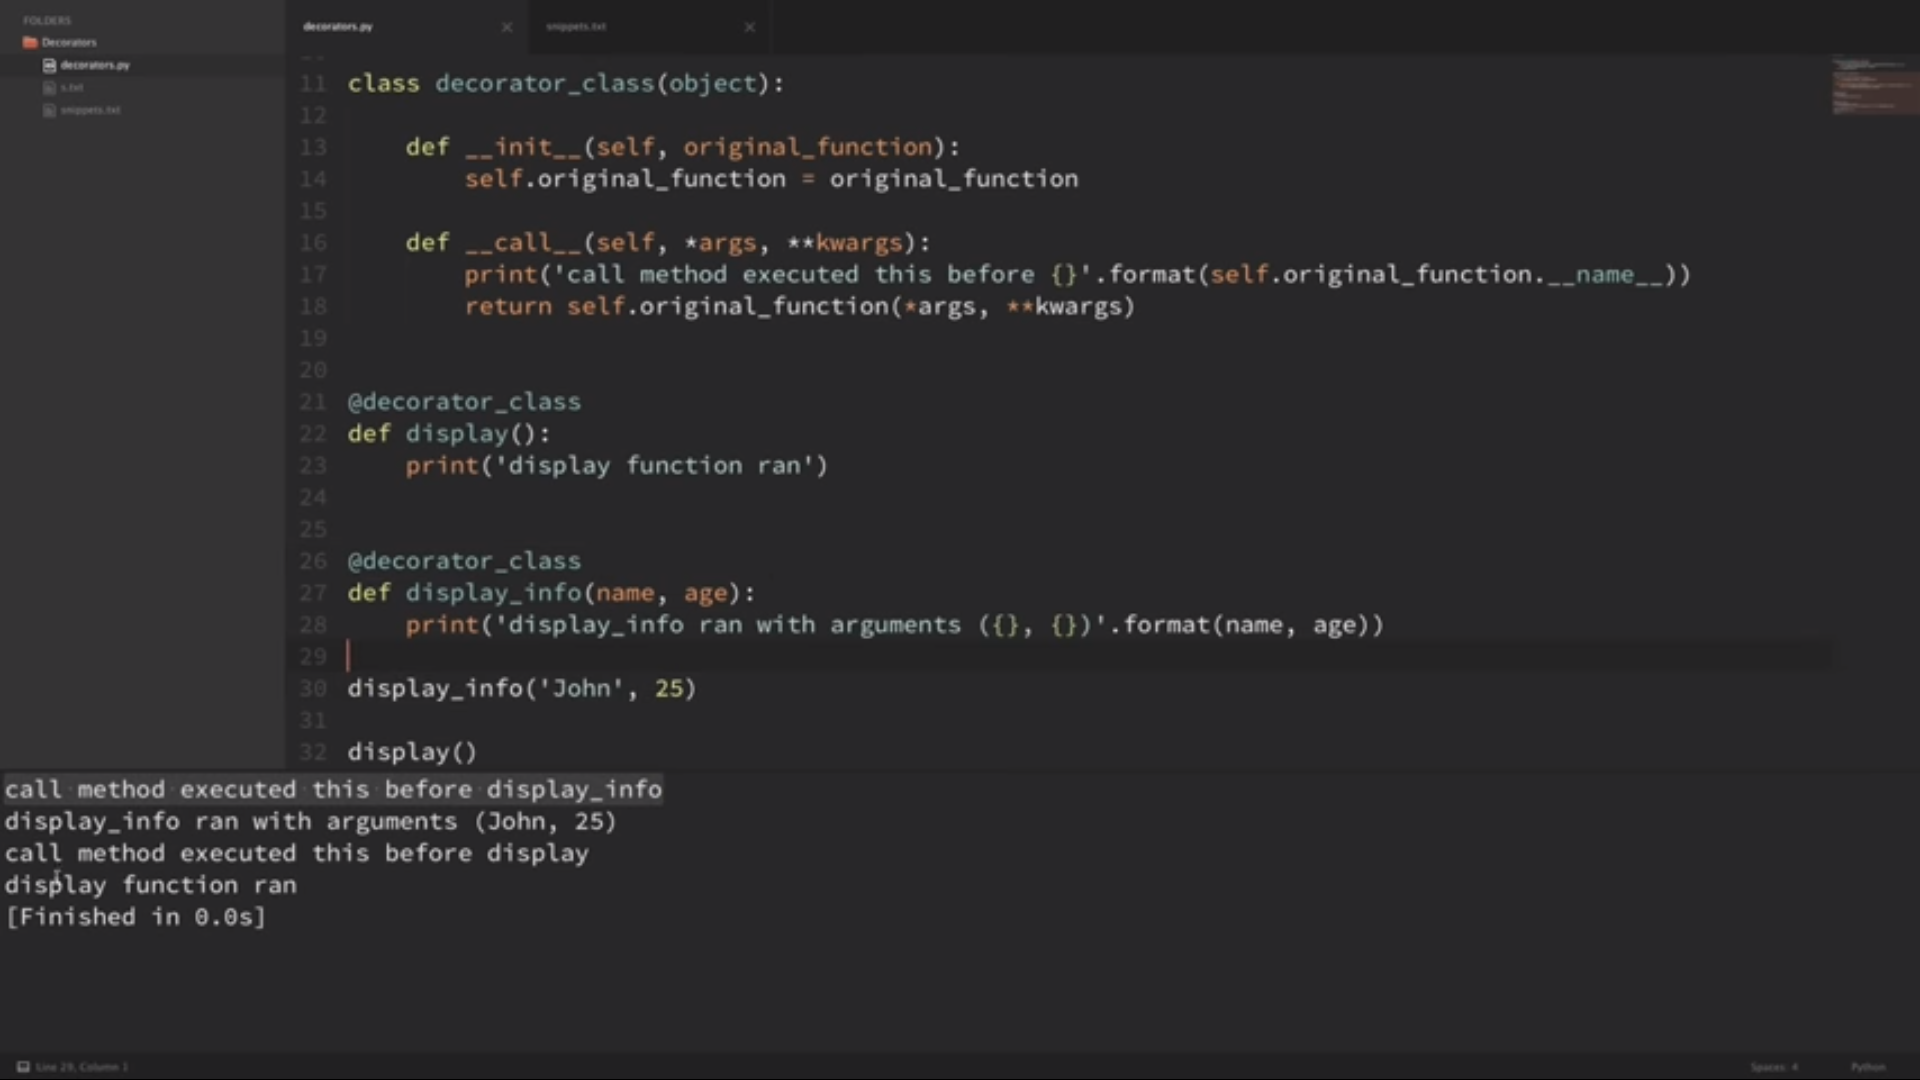 FOLDERS
Decorators
decorators.py
s.txt
snippets.txt
decorators.py
snippets.txt
11 class decorator_class(object):
12
13     def __init__(self, original_function):
14         self.original_function = original_function
15
16     def __call__(self, *args, **kwargs):
17         print('call method executed this before {}'.format(self.original_function.__name__))
18         return self.original_function(*args, **kwargs)
19
20
21 @decorator_class
22 def display():
23     print('display function ran')
24
25
26 @decorator_class
27 def display_info(name, age):
28     print('display_info ran with arguments ({}, {})'.format(name, age))
29
30 display_info('John', 25)
31
32 display()
call method executed this before display_info
display_info ran with arguments (John, 25)
call method executed this before display
display function ran
[Finished in 0.0s]
Line 29, Column 1
Spaces: 4
Python